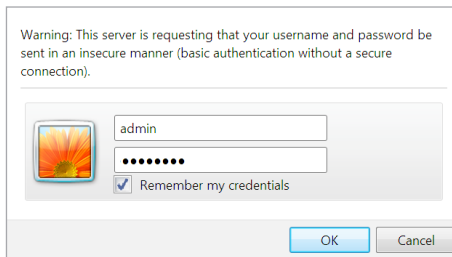 Warning: This server is requesting that your username and password be
sent in an insecure manner (basic authentication without a secure
connection).
admin
●●●●●●●●
Remember my credentials
OK
Cancel